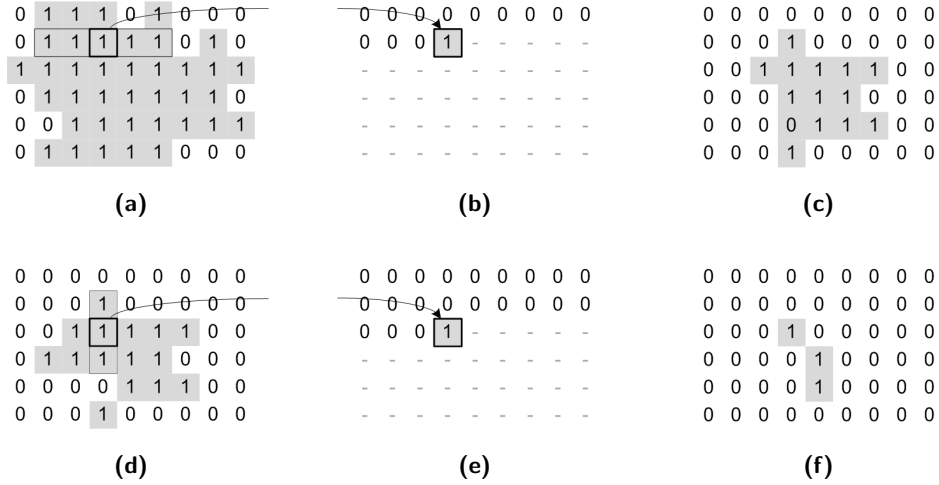 0 1 1 1 0 1 0 0 0
0 1 1 1 1 1 0 1 0
1 1 1 1 1 1 1 1 1
0 1 1 1 1 1 1 1 0
0 0 1 1 1 1 1 1 1
0 1 1 1 1 1 0 0 0
(a)
0 0 0 0 0 0 0 0 0
0 0 0 1 - - - - -
- - - - - - - - -
- - - - - - - - -
- - - - - - - - -
- - - - - - - - -
(b)
0 0 0 0 0 0 0 0 0
0 0 0 1 0 0 0 0 0
0 0 1 1 1 1 1 0 0
0 0 0 1 1 1 0 0 0
0 0 0 0 1 1 1 0 0
0 0 0 1 0 0 0 0 0
(c)
0 0 0 0 0 0 0 0 0
0 0 0 1 0 0 0 0 0
0 0 1 1 1 1 1 0 0
0 1 1 1 1 1 0 0 0
0 0 0 0 1 1 1 0 0
0 0 0 1 0 0 0 0 0
(d)
0 0 0 0 0 0 0 0 0
0 0 0 0 0 0 0 0 0
0 0 0 1 - - - - -
- - - - - - - - -
- - - - - - - - -
- - - - - - - - -
(e)
0 0 0 0 0 0 0 0 0
0 0 0 0 0 0 0 0 0
0 0 0 1 0 0 0 0 0
0 0 0 0 1 0 0 0 0
0 0 0 0 1 0 0 0 0
0 0 0 0 0 0 0 0 0
(f)